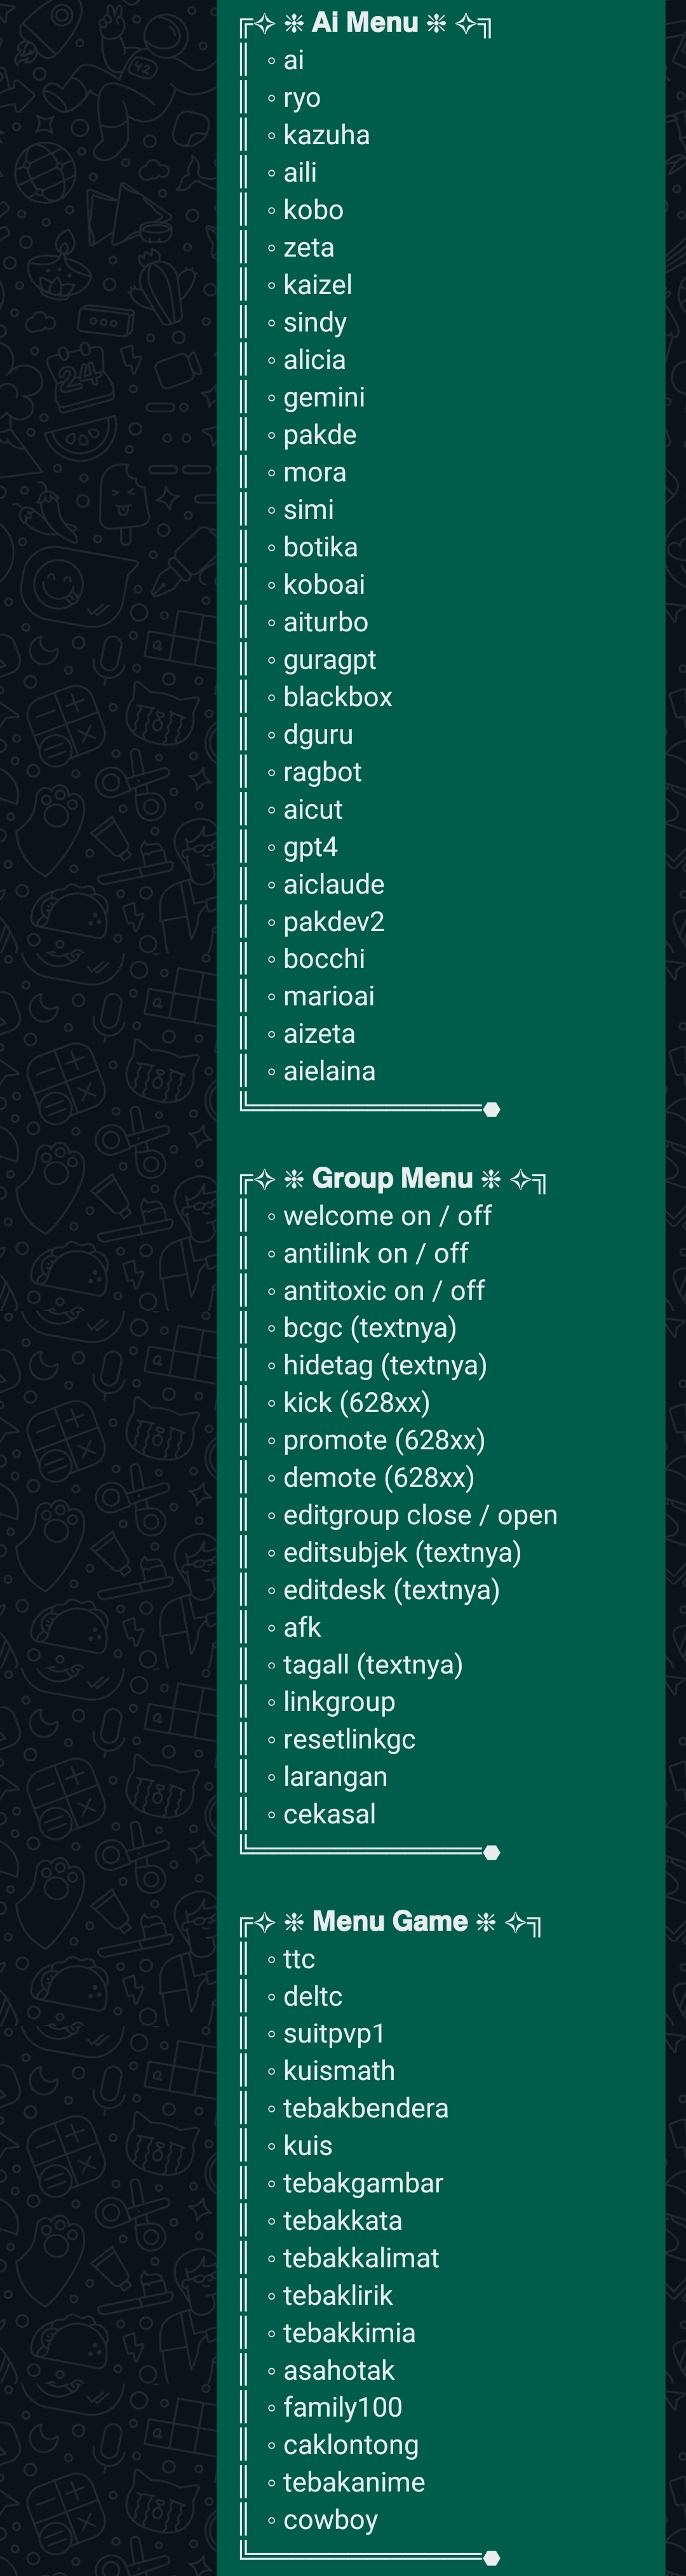 ╔✧ ❉ Ai Menu ❉ ✧╗
║ ◦ ai
║ ◦ ryo
║ ◦ kazuha
║ ◦ aili
║ ◦ kobo
║ ◦ zeta
║ ◦ kaizel
║ ◦ sindy
║ ◦ alicia
║ ◦ gemini
║ ◦ pakde
║ ◦ mora
║ ◦ simi
║ ◦ botika
║ ◦ koboai
║ ◦ aiturbo
║ ◦ guragpt
║ ◦ blackbox
║ ◦ dguru
║ ◦ ragbot
║ ◦ aicut
║ ◦ gpt4
║ ◦ aiclaude
║ ◦ pakdev2
║ ◦ bocchi
║ ◦ marioai
║ ◦ aizeta
║ ◦ aielaina
╚══════════════⬣
╔✧ ❉ Group Menu ❉ ✧╗
║ ◦ welcome on / off
║ ◦ antilink on / off
║ ◦ antitoxic on / off
║ ◦ bcgc (textnya)
║ ◦ hidetag (textnya)
║ ◦ kick (628xx)
║ ◦ promote (628xx)
║ ◦ demote (628xx)
║ ◦ editgroup close / open
║ ◦ editsubjek (textnya)
║ ◦ editdesk (textnya)
║ ◦ afk
║ ◦ tagall (textnya)
║ ◦ linkgroup
║ ◦ resetlinkgc
║ ◦ larangan
║ ◦ cekasal
╚══════════════⬣
╔✧ ❉ Menu Game ❉ ✧╗
║ ◦ ttc
║ ◦ deltc
║ ◦ suitpvp1
║ ◦ kuismath
║ ◦ tebakbendera
║ ◦ kuis
║ ◦ tebakgambar
║ ◦ tebakkata
║ ◦ tebakkalimat
║ ◦ tebaklirik
║ ◦ tebakkimia
║ ◦ asahotak
║ ◦ family100
║ ◦ caklontong
║ ◦ tebakanime
║ ◦ cowboy
╚══════════════⬣